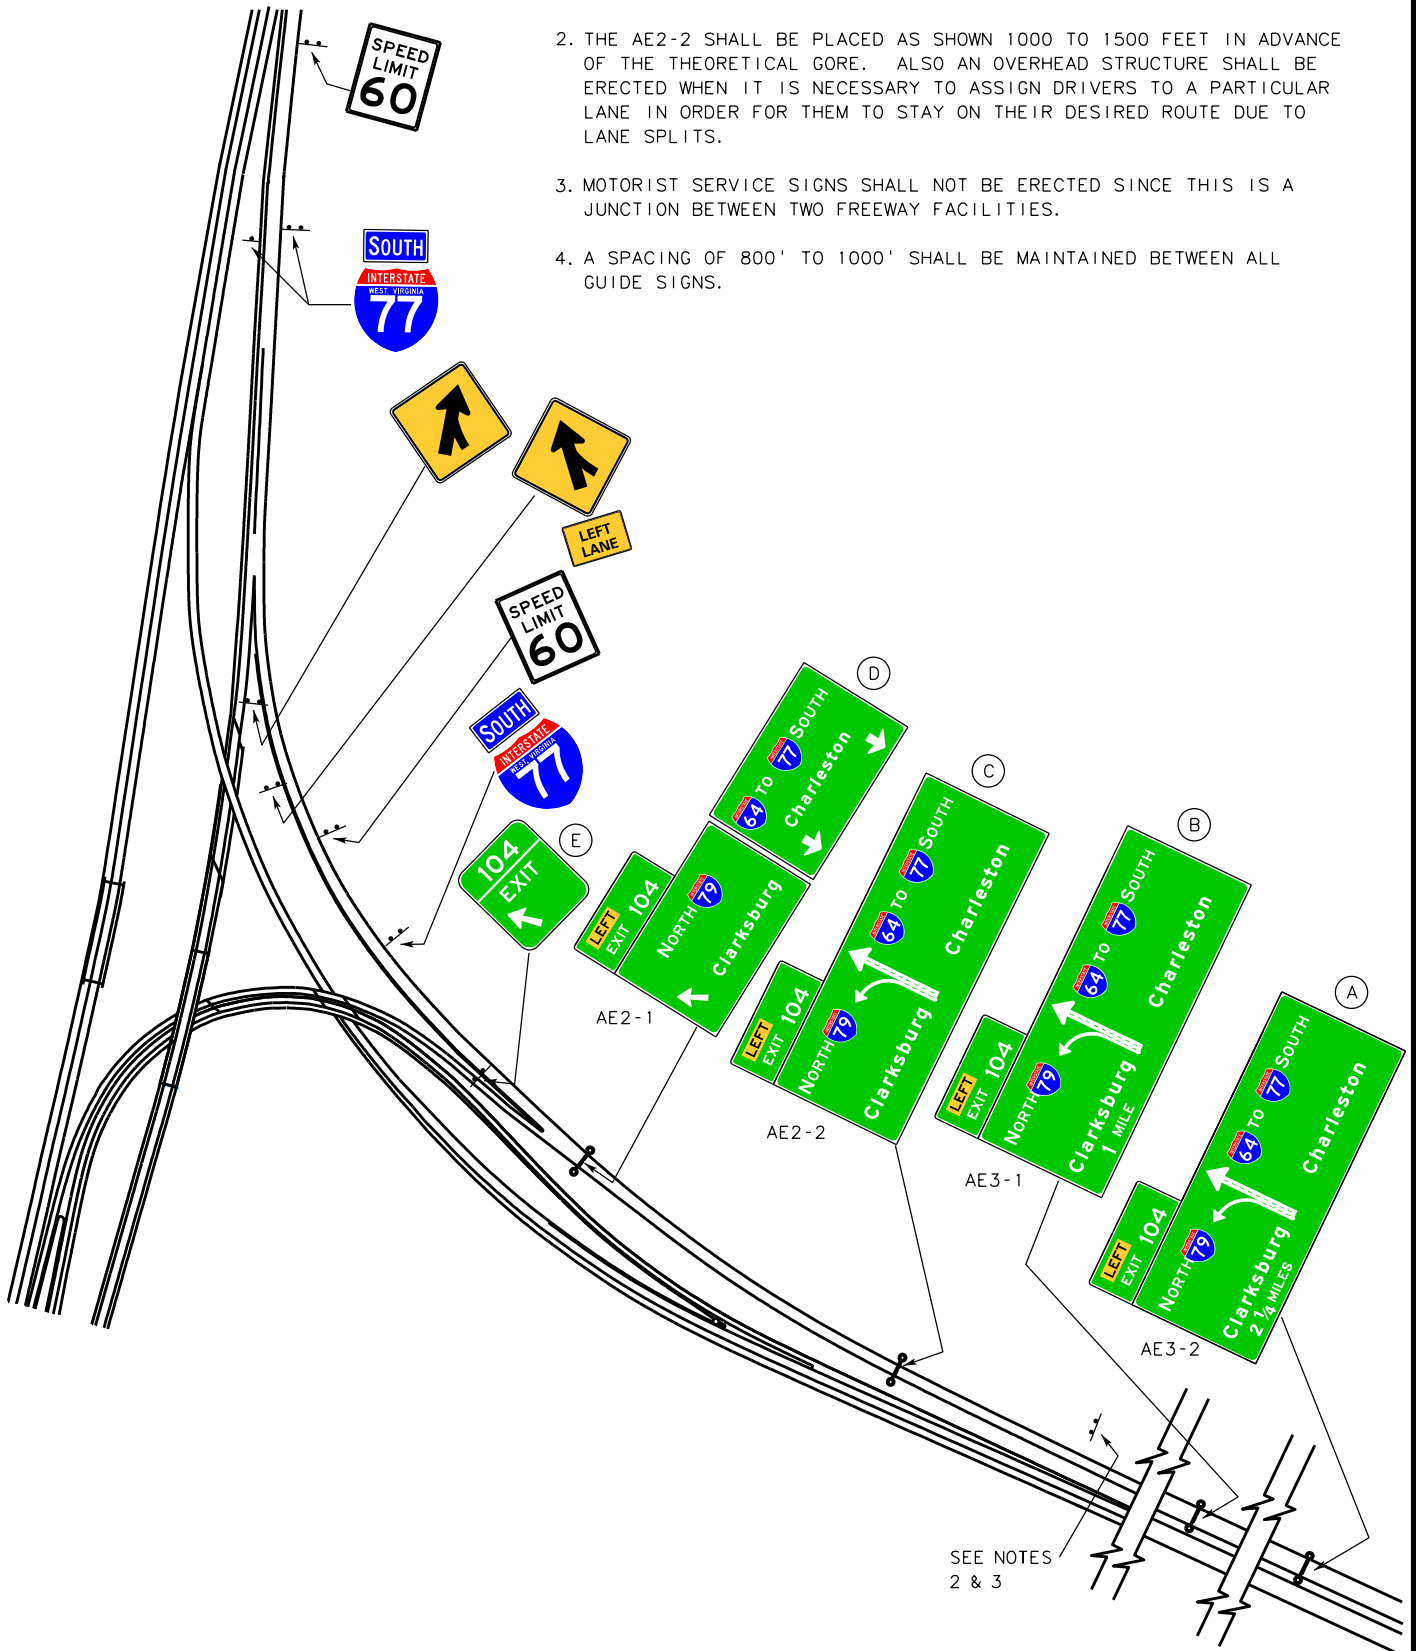 2. THE AE2-2 SHALL BE PLACED AS SHOWN 1000 TO 1500 FEET IN ADVANCE
OF THE THEORETICAL GORE. ALSO AN OVERHEAD STRUCTURE SHALL BE
ERECTED WHEN IT IS NECESSARY TO ASSIGN DRIVERS TO A PARTICULAR
LANE IN ORDER FOR THEM TO STAY ON THEIR DESIRED ROUTE DUE TO
LANE SPLITS.
3. MOTORIST SERVICE SIGNS SHALL NOT BE ERECTED SINCE THIS IS A
JUNCTION BETWEEN TWO FREEWAY FACILITIES.
4. A SPACING OF 800' TO 1000' SHALL BE MAINTAINED BETWEEN ALL
GUIDE SIGNS.
SPEED
LIMIT
60
SOUTH
INTERSTATE
WEST VIRGINIA
77
LEFT
LANE
SPEED
LIMIT
60
SOUTH
INTERSTATE
WEST VIRGINIA
77
E
104
EXIT
D
64 TO 77 SOUTH
Charleston
LEFT
EXIT 104
NORTH 79
Clarksburg
AE2-1
C
64 TO 77 SOUTH
Charleston
LEFT
EXIT 104
NORTH 79
Clarksburg
AE2-2
B
64 TO 77 SOUTH
Charleston
LEFT
EXIT 104
NORTH 79
Clarksburg
1 MILE
AE3-1
A
64 TO 77 SOUTH
Charleston
LEFT
EXIT 104
NORTH 79
Clarksburg
2 1/4 MILES
AE3-2
SEE NOTES
2 & 3